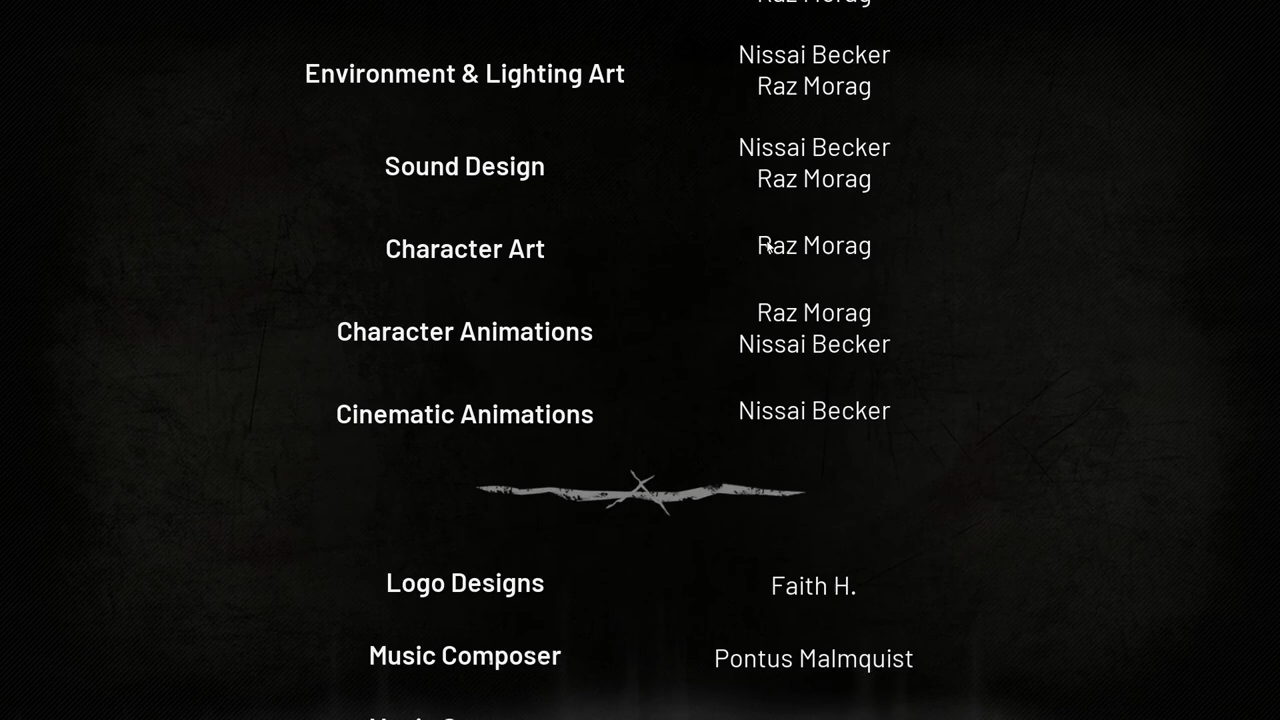 Environment & Lighting Art
Nissai Becker
Raz Morag
Sound Design
Nissai Becker
Raz Morag
Character Art
Raz Morag
Character Animations
Raz Morag
Nissai Becker
Cinematic Animations
Nissai Becker
Logo Designs
Faith H.
Music Composer
Pontus Malmquist